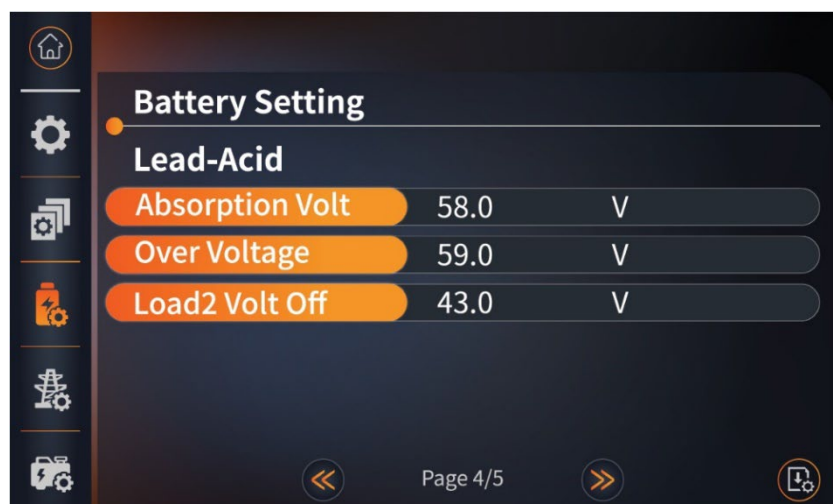 Battery Setting
Lead-Acid
Absorption Volt 58.0 V
Over Voltage 59.0 V
Load2 Volt Off 43.0 V
Page 4/5